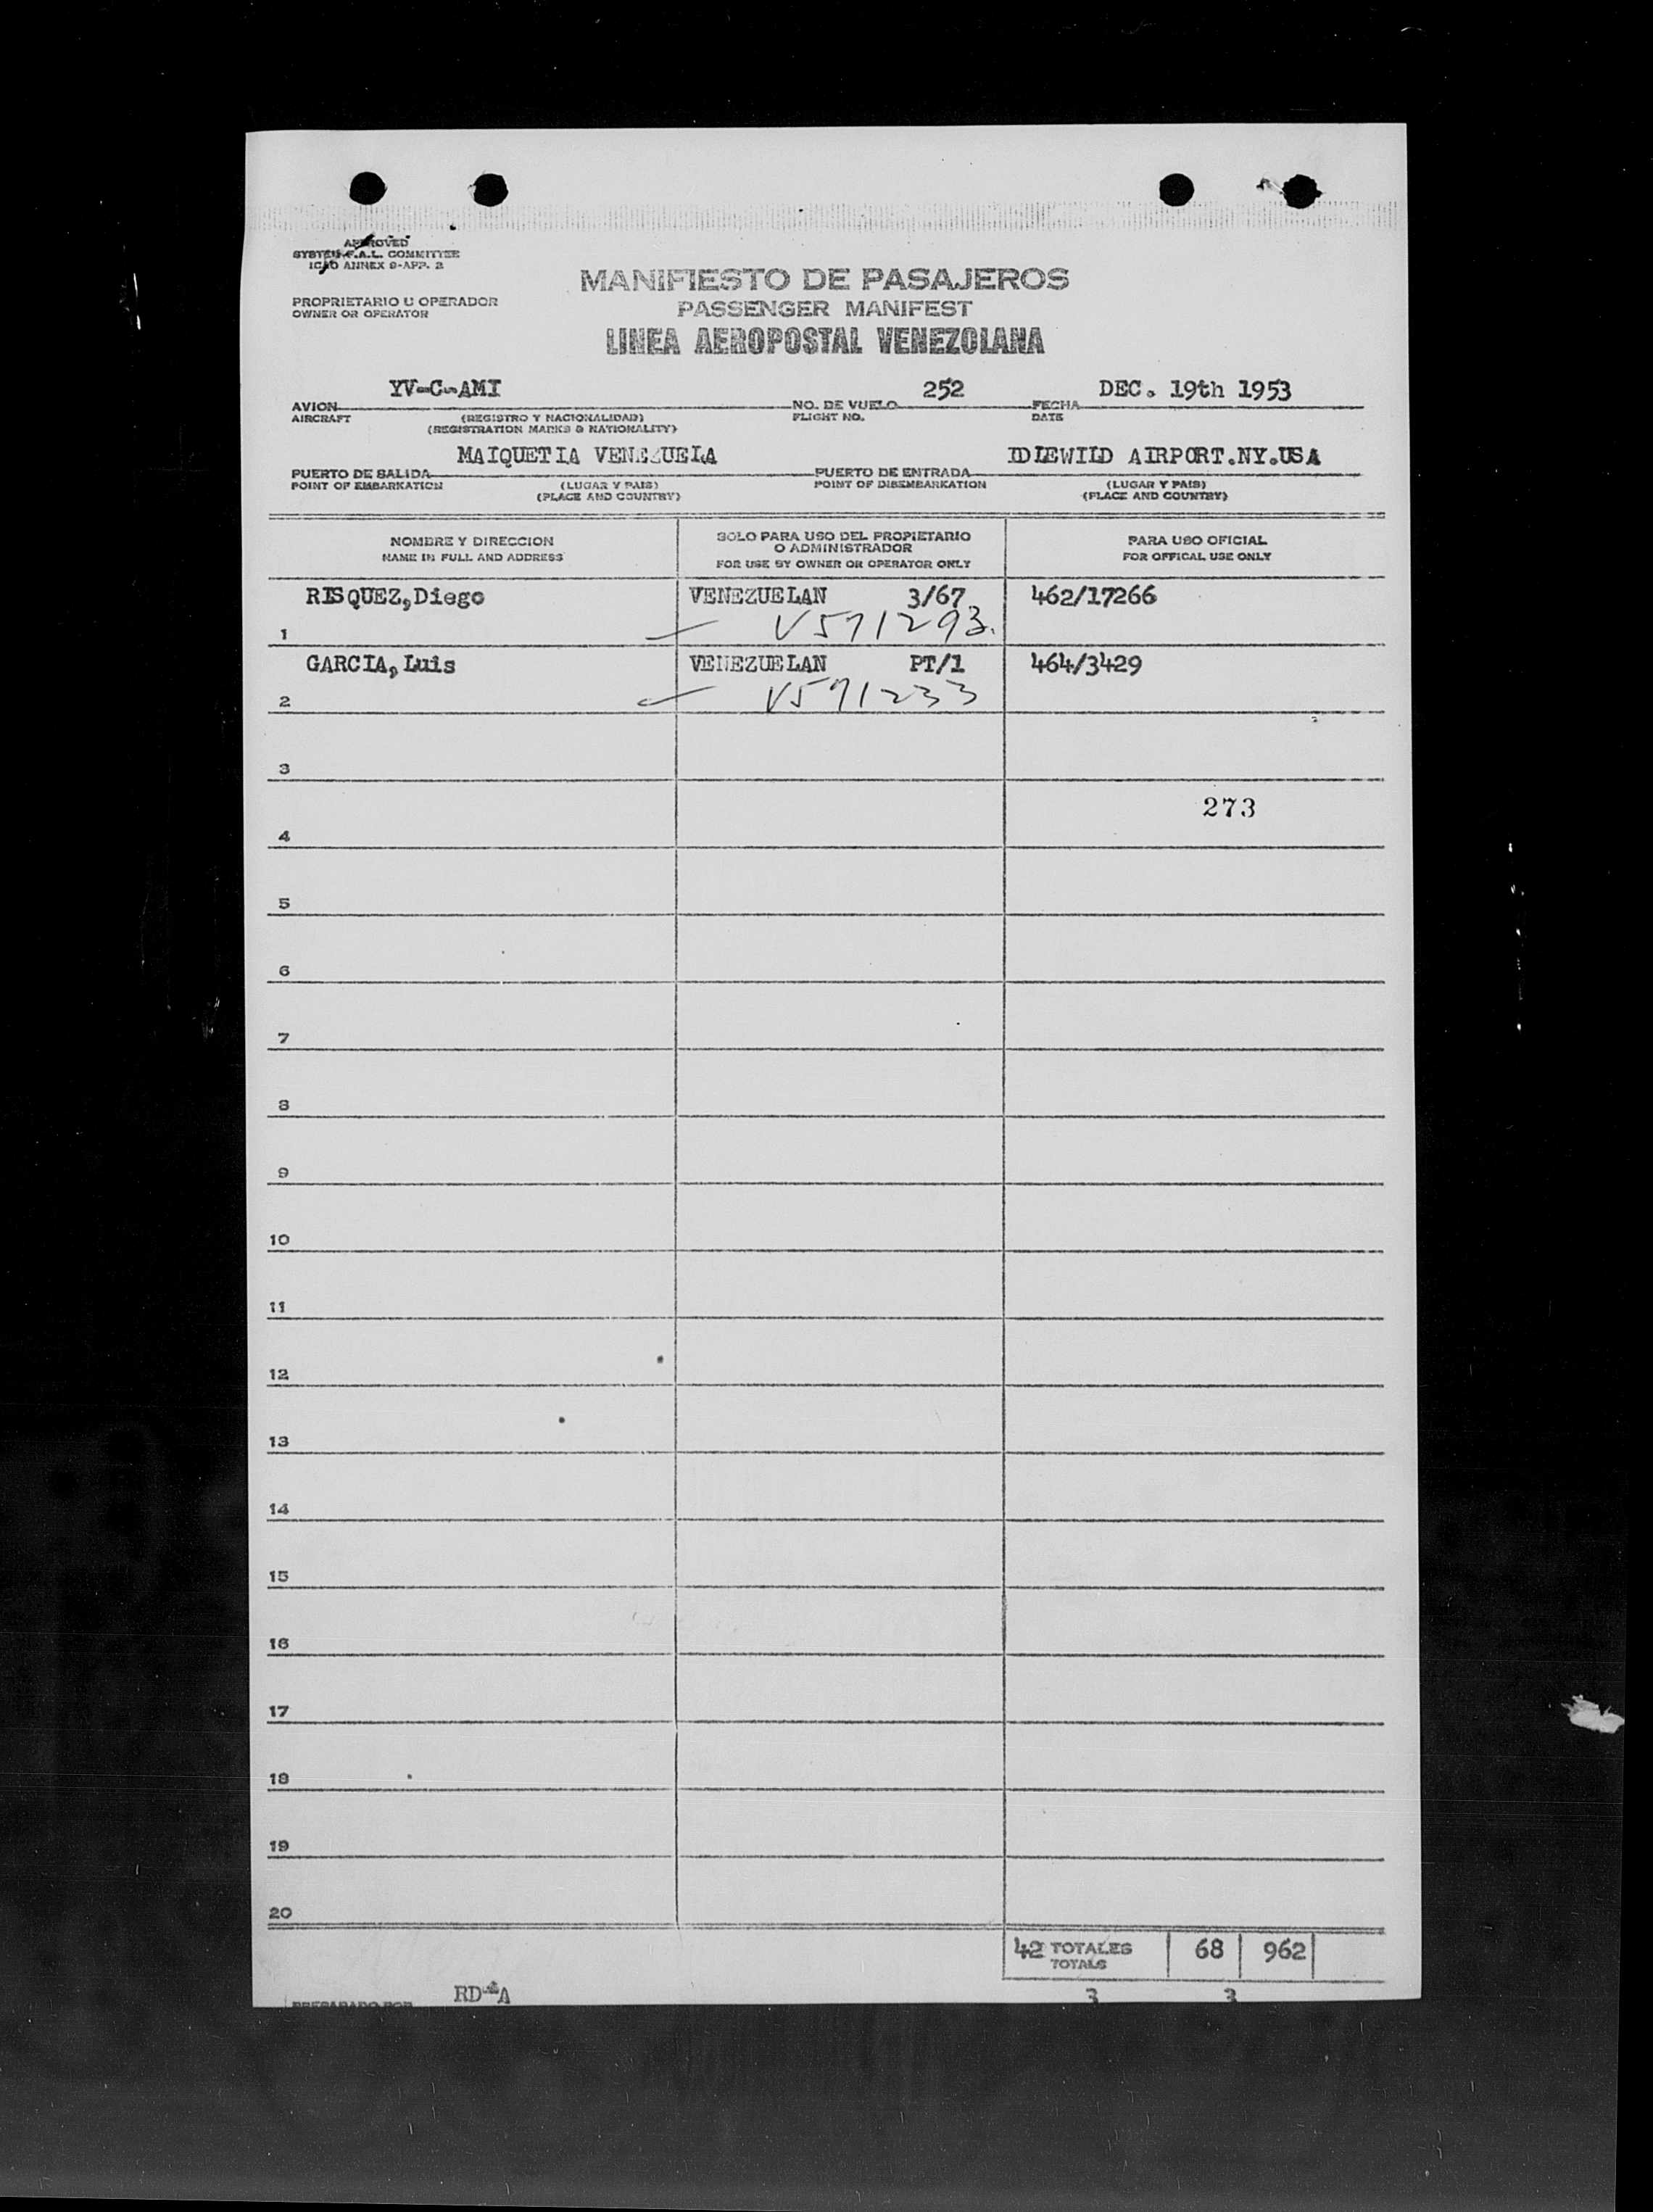 APPROVED
SYSTEM F.A.L. COMMITTEE
ICAO ANNEX 9-APP. 2
MANIFIESTO DE PASAJEROS
PROPRIETARIO U OPERADOR
OWNER OR OPERATOR
PASSENGER MANIFEST
LINEA AEROPOSTAL VENEZOLANA
YV-C-AMI 252 DEC. 19th 1953
AVION NO. DE VUELO FECHA
AIRCRAFT (REGISTRO Y NACIONALIDAD) FLIGHT NO. DATE
(REGISTRATION MARKS & NATIONALITY)
MAIQUETIA VENEZUELA IDLEWILD AIRPORT.NY.USA
PUERTO DE SALIDA PUERTO DE ENTRADA
POINT OF EMBARKATION (LUGAR Y PAIS) POINT OF DISEMBARKATION (LUGAR Y PAIS)
(PLACE AND COUNTRY) (PLACE AND COUNTRY)
NOMBRE Y DIRECCION SOLO PARA USO DEL PROPIETARIO PARA USO OFICIAL
O ADMINISTRADOR
NAME IN FULL AND ADDRESS FOR USE BY OWNER OR OPERATOR ONLY FOR OFFICAL USE ONLY
RISQUEZ,Diego VENEZUELAN 3/67 462/17266
1 V571293.
GARCIA,Luis VENEZUELAN PT/1 464/3429
2 V571233
3
273
4
5
6
7
8
9
10
11
12
13
14
15
16
17
18
19
20
42 TOTALES 68 962
TOTALS
RD A
PREPARADO POR 3 3